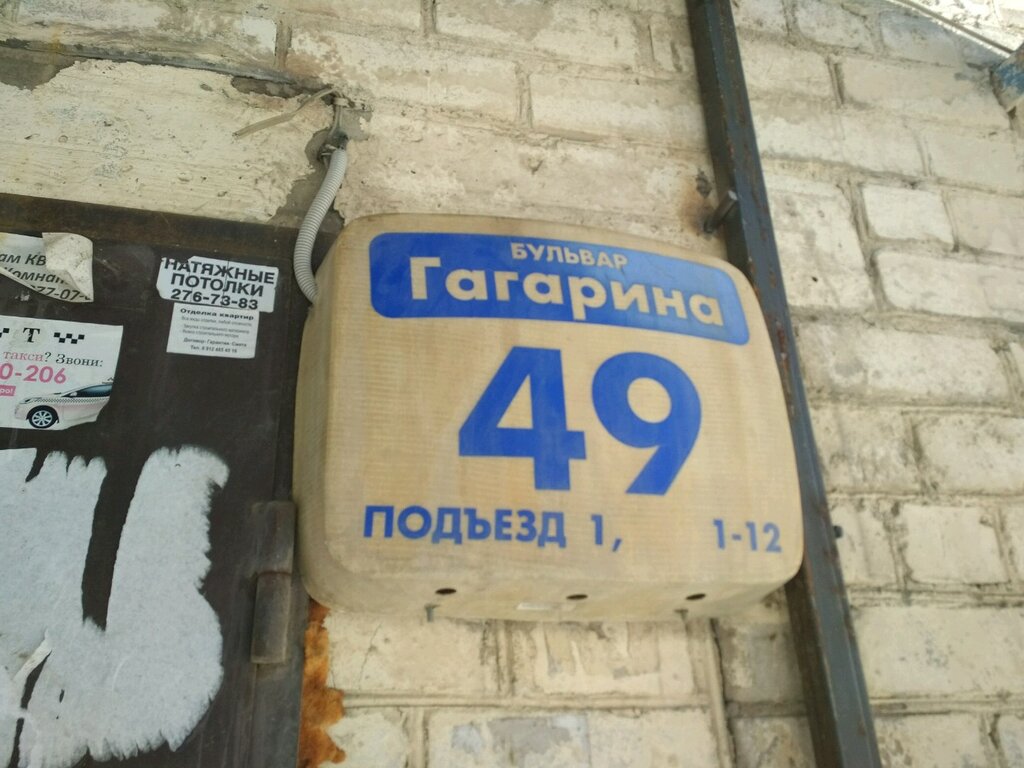 БУЛЬВАР
Гагарина
49
ПОДЪЕЗД 1, 1-12
НАТЯЖНЫЕ
ПОТОЛКИ
276-73-83
Отделка квартир
Т
такси? Звони:
0-206